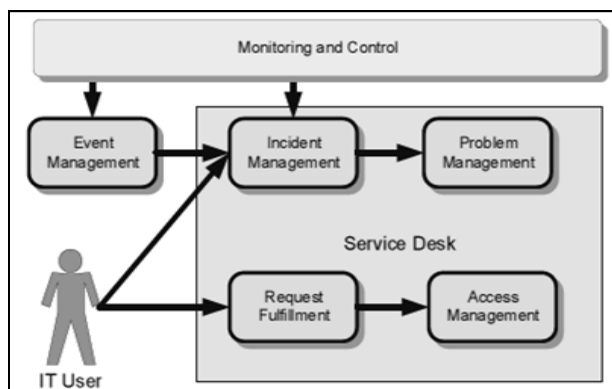 Monitoring and Control
Event
Management
Incident
Management
Problem
Management
Service Desk
Request
Fulfillment
Access
Management
IT User